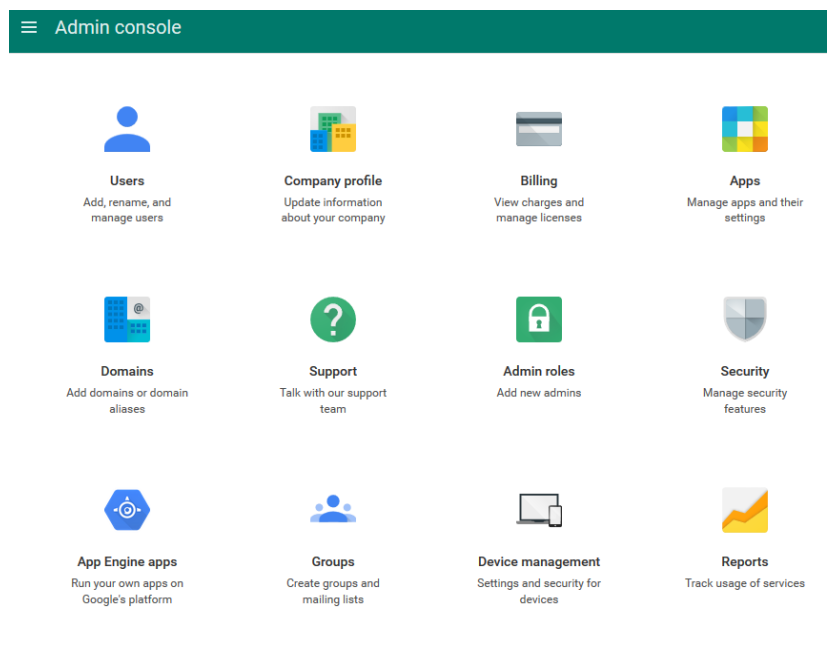 Admin console
Users
Add, rename, and
manage users
Company profile
Update information
about your company
Billing
View charges and
manage licenses
Apps
Manage apps and their
settings
@
Domains
Add domains or domain
aliases
?
Support
Talk with our support
team
Admin roles
Add new admins
Security
Manage security
features
App Engine apps
Run your own apps on
Google's platform
Groups
Create groups and
mailing lists
Device management
Settings and security for
devices
Reports
Track usage of services